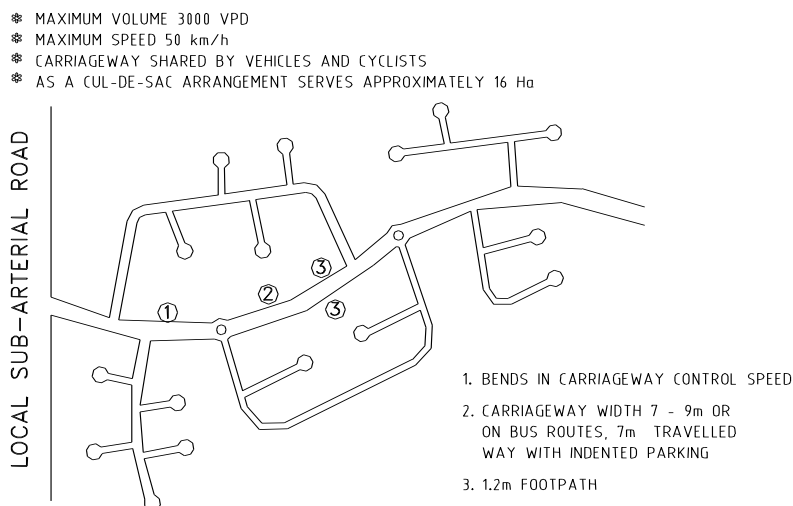 ❃ MAXIMUM VOLUME 3000 VPD
❃ MAXIMUM SPEED 50 km/h
❃ CARRIAGEWAY SHARED BY VEHICLES AND CYCLISTS
❃ AS A CUL-DE-SAC ARRANGEMENT SERVES APPROXIMATELY 16 Ha
LOCAL SUB-ARTERIAL ROAD
3
2
1
3
1. BENDS IN CARRIAGEWAY CONTROL SPEED
2. CARRIAGEWAY WIDTH 7 - 9m OR
ON BUS ROUTES, 7m TRAVELLED
WAY WITH INDENTED PARKING
3. 1.2m FOOTPATH